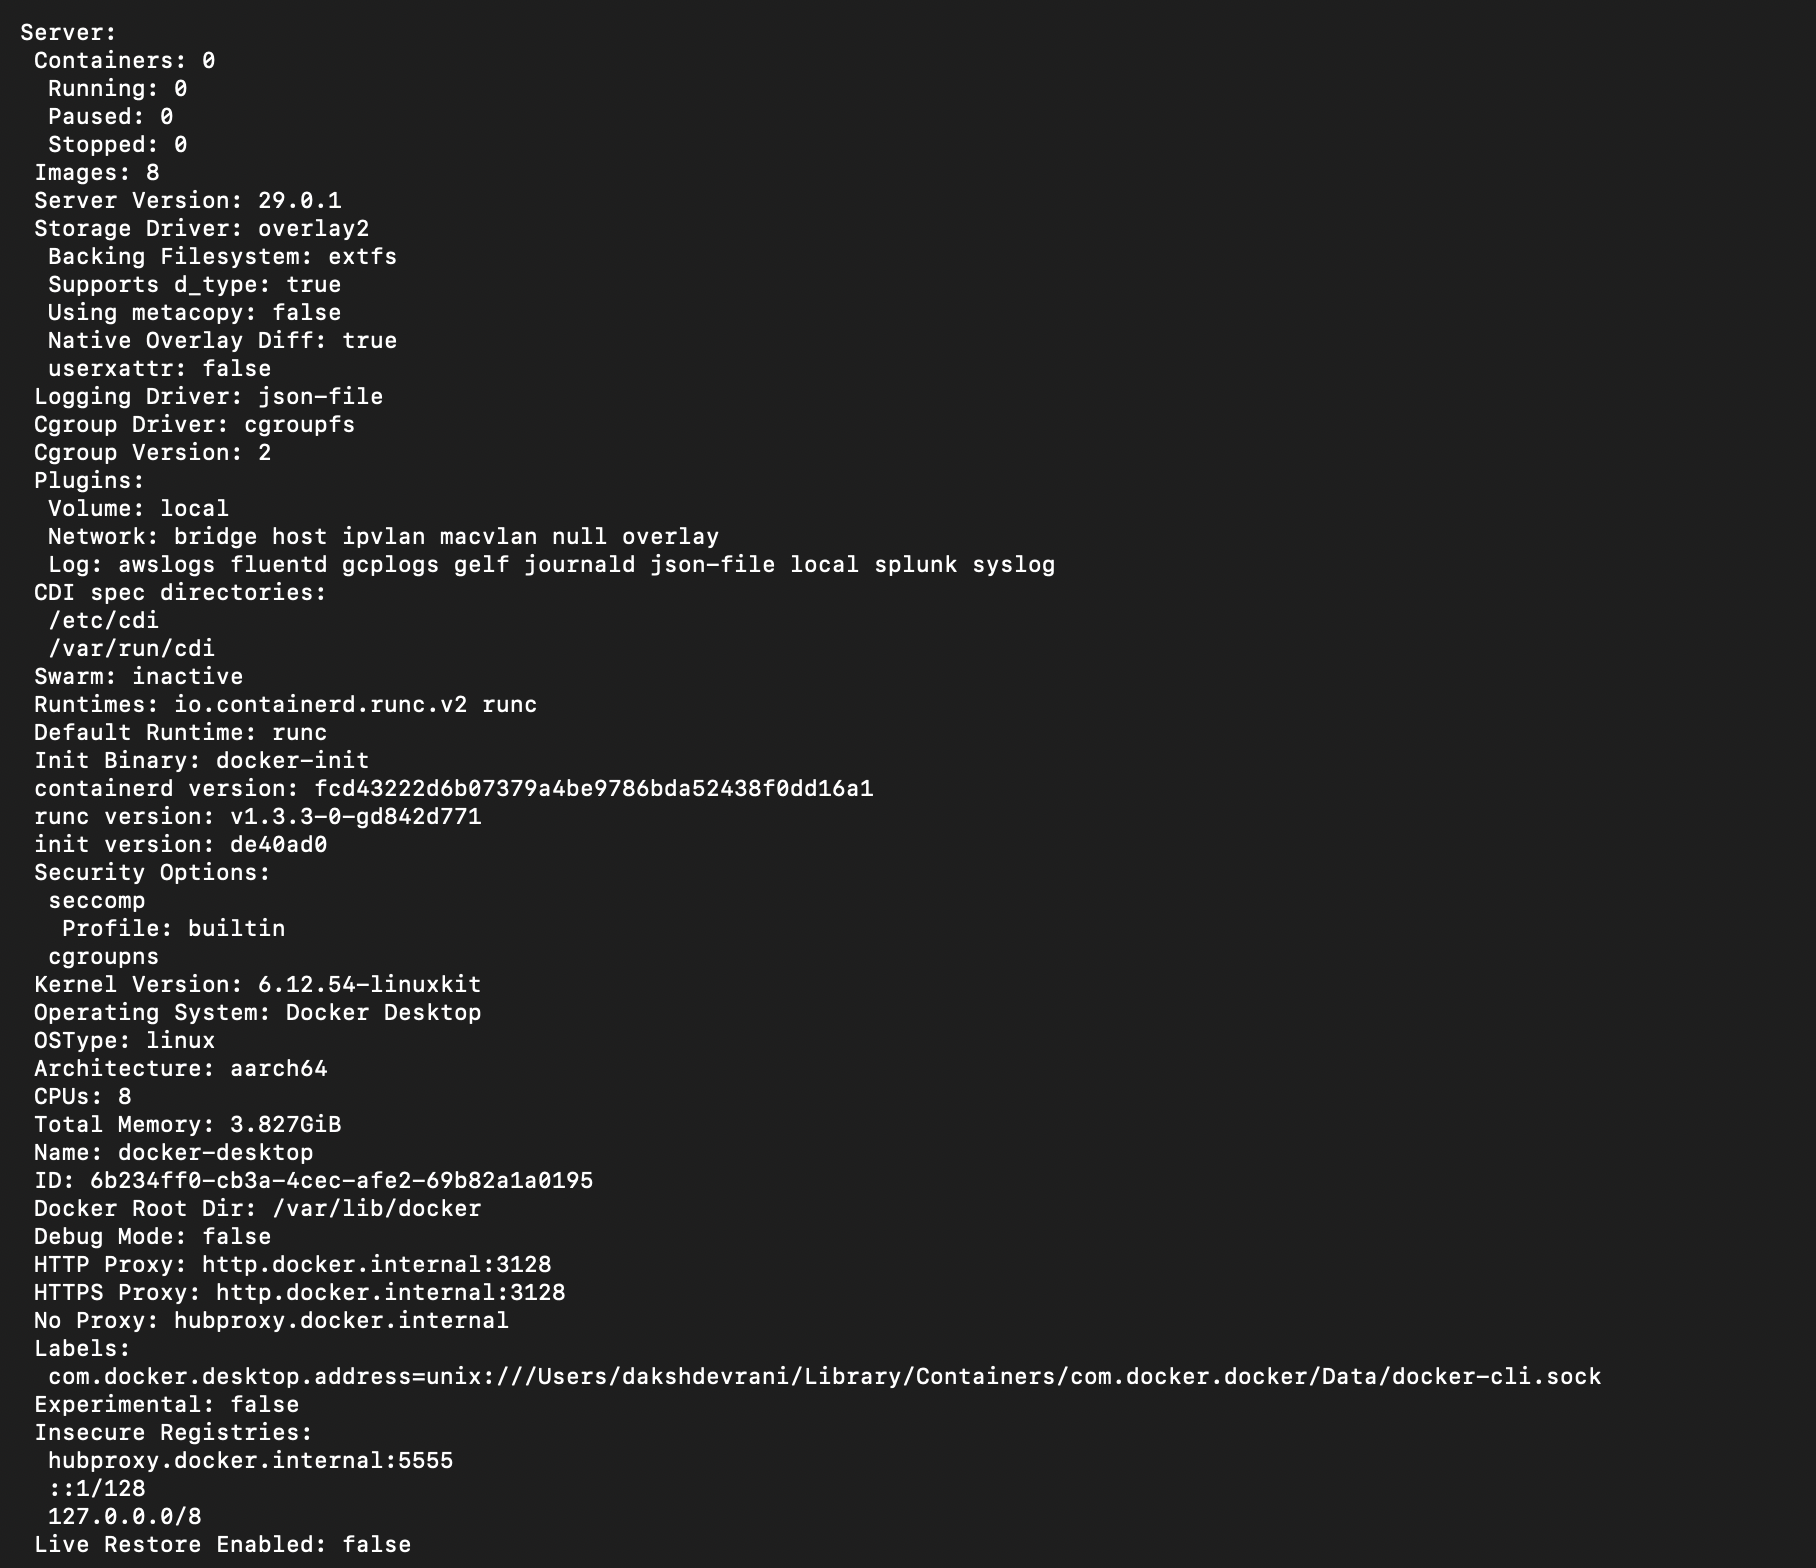 Server:
 Containers: 0
  Running: 0
  Paused: 0
  Stopped: 0
 Images: 8
 Server Version: 29.0.1
 Storage Driver: overlay2
  Backing Filesystem: extfs
  Supports d_type: true
  Using metacopy: false
  Native Overlay Diff: true
  userxattr: false
 Logging Driver: json-file
 Cgroup Driver: cgroupfs
 Cgroup Version: 2
 Plugins:
  Volume: local
  Network: bridge host ipvlan macvlan null overlay
  Log: awslogs fluentd gcplogs gelf journald json-file local splunk syslog
 CDI spec directories:
  /etc/cdi
  /var/run/cdi
 Swarm: inactive
 Runtimes: io.containerd.runc.v2 runc
 Default Runtime: runc
 Init Binary: docker-init
 containerd version: fcd43222d6b07379a4be9786bda52438f0dd16a1
 runc version: v1.3.3-0-gd842d771
 init version: de40ad0
 Security Options:
  seccomp
   Profile: builtin
  cgroupns
 Kernel Version: 6.12.54-linuxkit
 Operating System: Docker Desktop
 OSType: linux
 Architecture: aarch64
 CPUs: 8
 Total Memory: 3.827GiB
 Name: docker-desktop
 ID: 6b234ff0-cb3a-4cec-afe2-69b82a1a0195
 Docker Root Dir: /var/lib/docker
 Debug Mode: false
 HTTP Proxy: http.docker.internal:3128
 HTTPS Proxy: http.docker.internal:3128
 No Proxy: hubproxy.docker.internal
 Labels:
  com.docker.desktop.address=unix:///Users/dakshdevrani/Library/Containers/com.docker.docker/Data/docker-cli.sock
 Experimental: false
 Insecure Registries:
  hubproxy.docker.internal:5555
  ::1/128
  127.0.0.0/8
 Live Restore Enabled: false